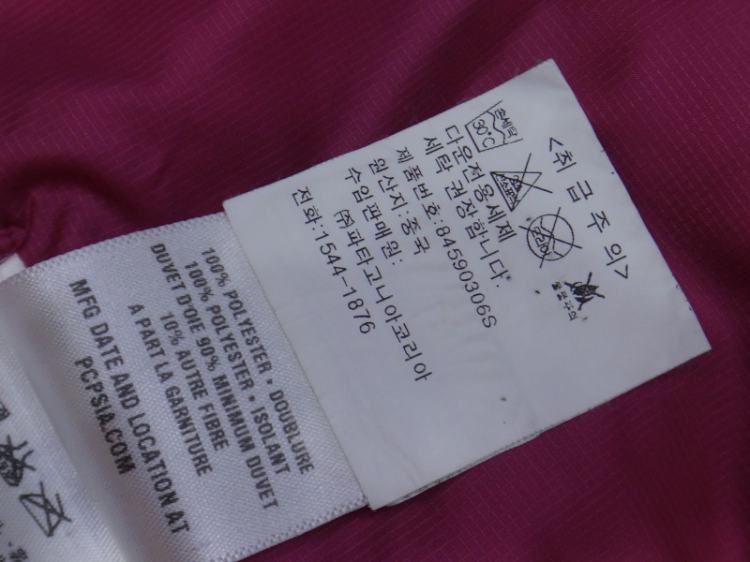 <취급주의>
손세탁
30℃
다운전용세제
세탁 권장합니다.
제품번호:84590306S
원산지:중국
수입판매원:
㈜파타고니아코리아
전화:1544-1876
100% POLYESTER • DOUBLURE
100% POLYESTER • ISOLANT
DUVET D'OIE 90% MINIMUM DUVET
10% AUTRE FIBRE
À PART LA GARNITURE
MFG DATE AND LOCATION AT
PCPSIA.COM